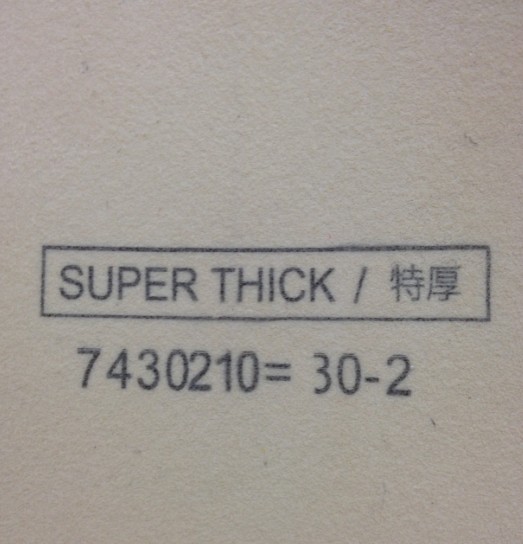 SUPER THICK / 特厚
7430210= 30-2